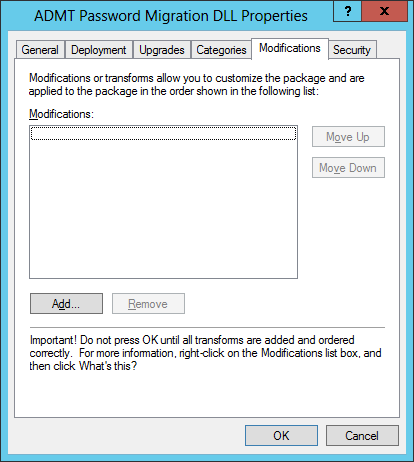 ADMT Password Migration DLL Properties
? X
General Deployment Upgrades Categories Modifications Security
Modifications or transforms allow you to customize the package and are
applied to the package in the order shown in the following list:
Modifications:
Move Up
Move Down
Add... Remove
Important! Do not press OK until all transforms are added and ordered
correctly. For more information, right-click on the Modifications list box, and
then click What's this?
OK Cancel